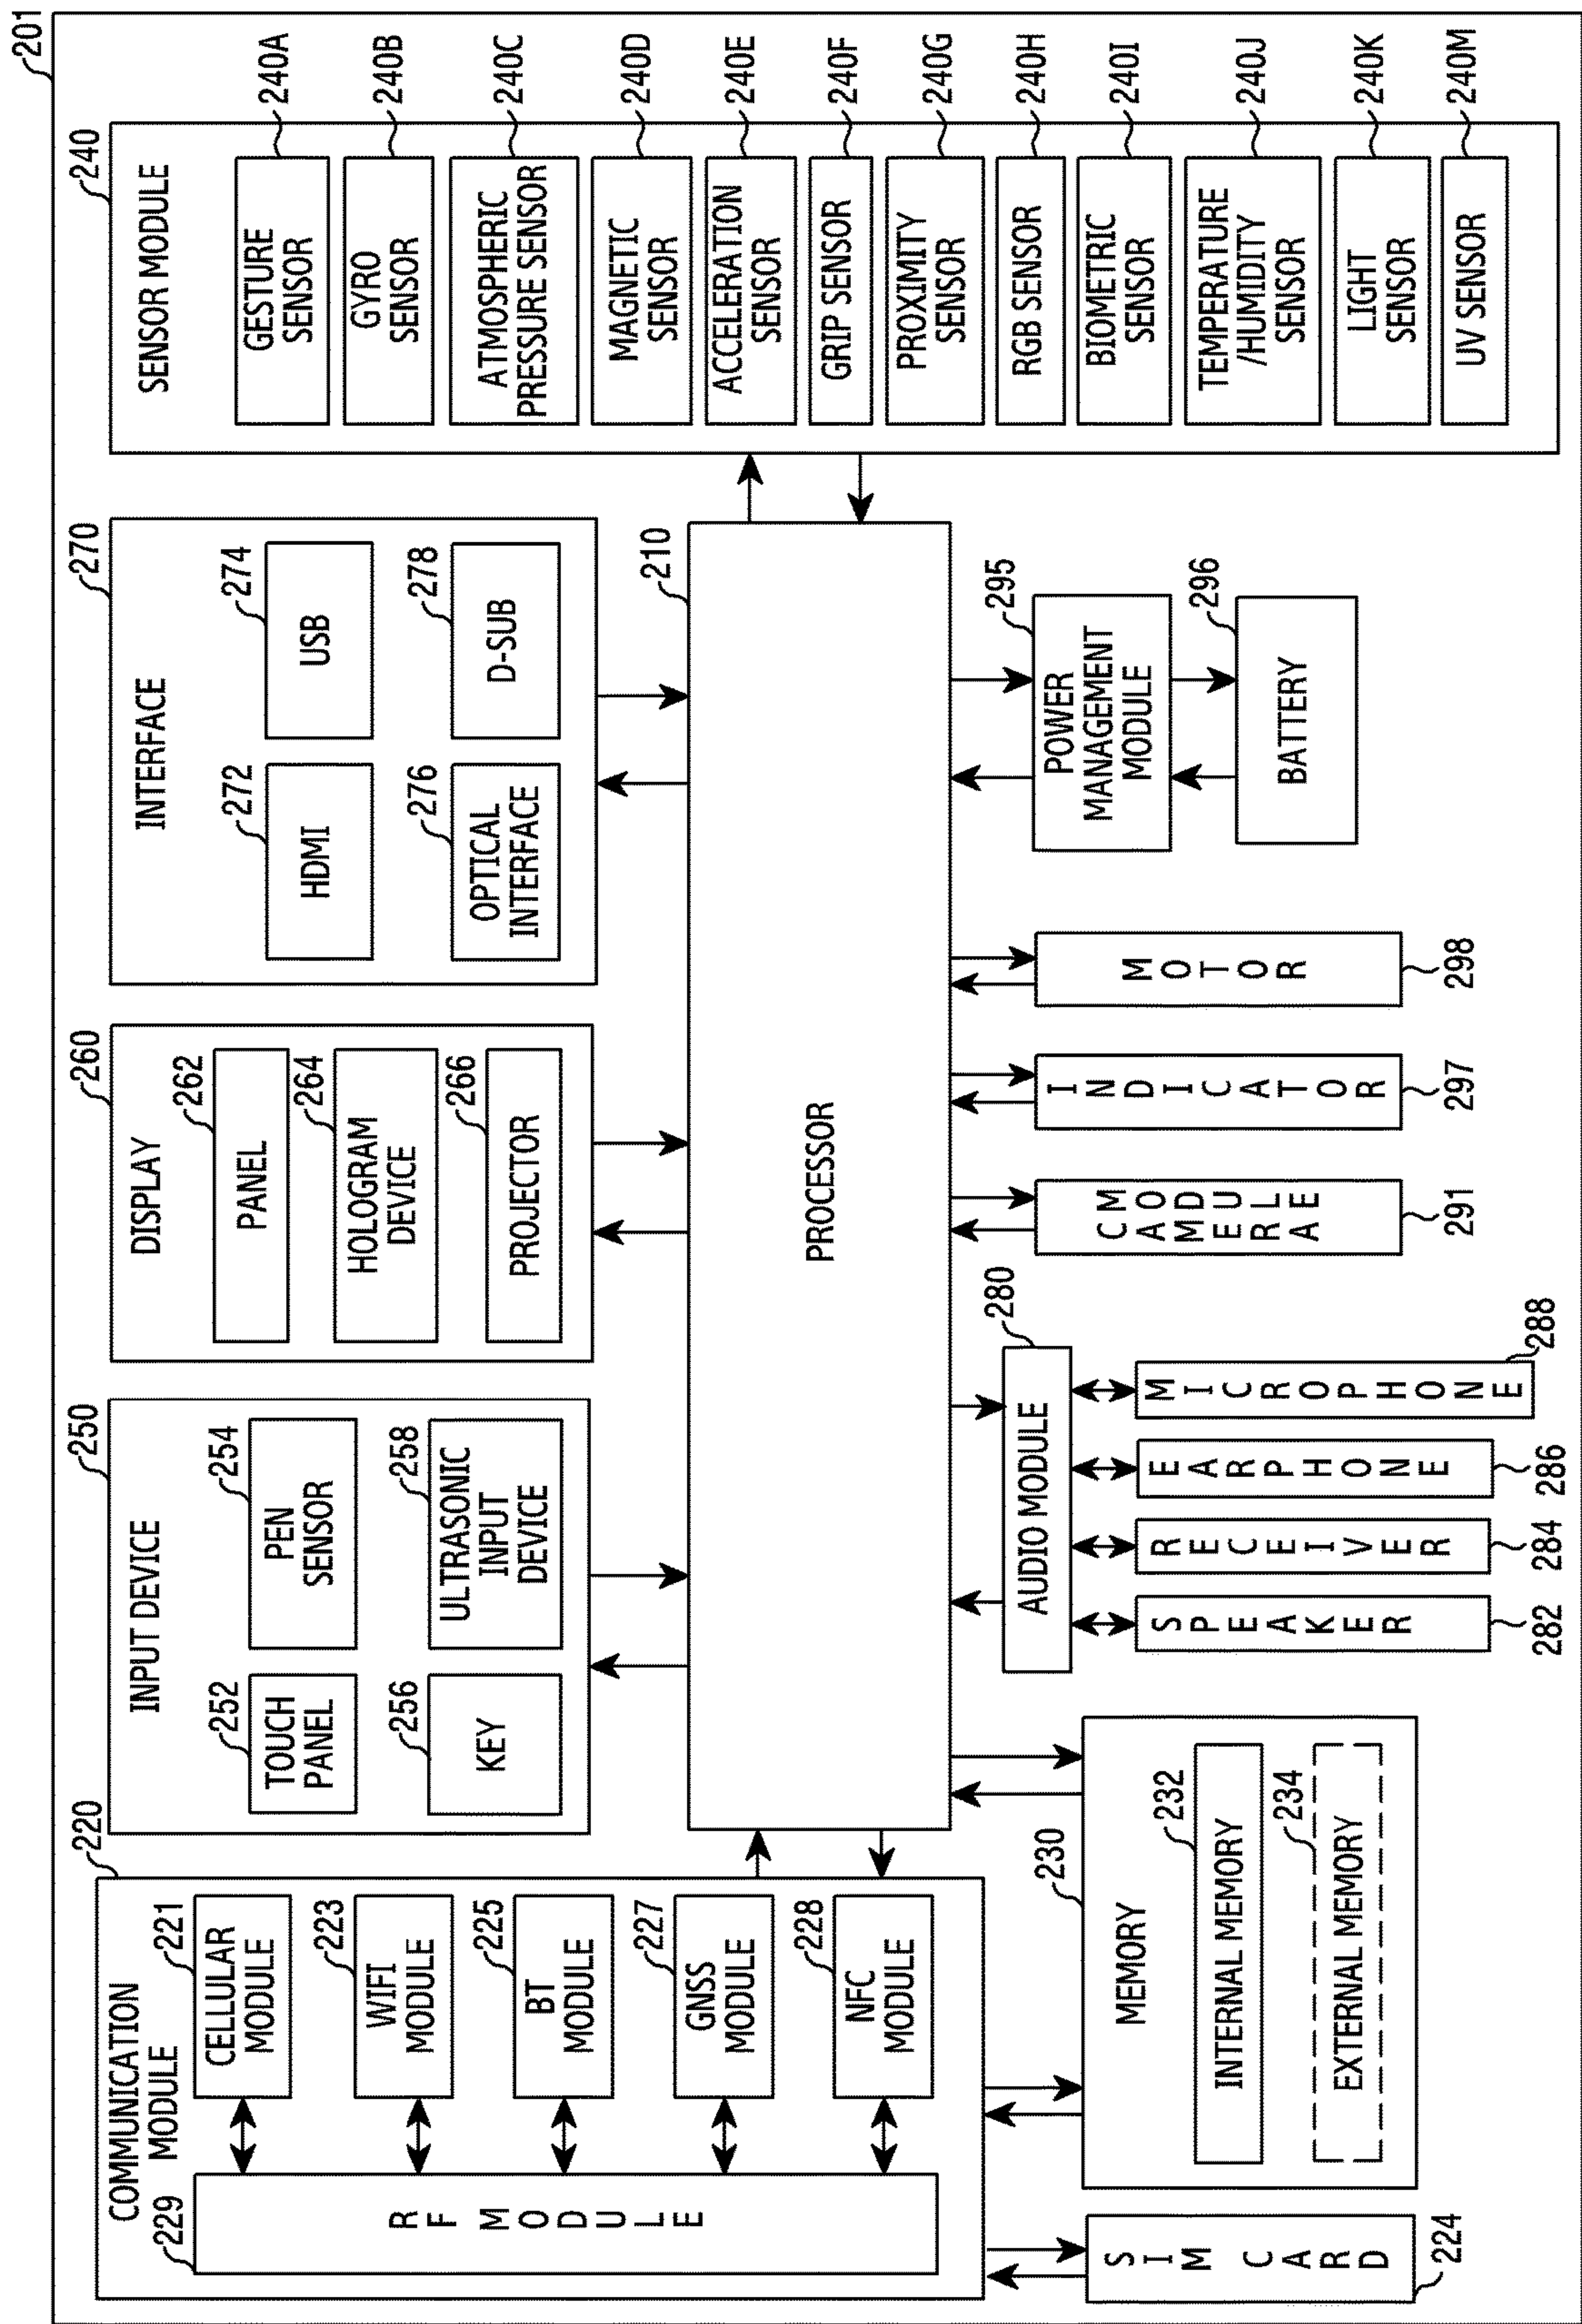 201
COMMUNICATION
MODULE
220
229
RF MODULE
221
CELLULAR
MODULE
223
WIFI
MODULE
225
BT
MODULE
227
GNSS
MODULE
228
NFC
MODULE
SIM CARD
224
INPUT DEVICE
250
252
TOUCH
PANEL
254
PEN
SENSOR
256
KEY
258
ULTRASONIC
INPUT
DEVICE
DISPLAY
260
262
PANEL
264
HOLOGRAM
DEVICE
266
PROJECTOR
INTERFACE
270
272
HDMI
274
USB
276
OPTICAL
INTERFACE
278
D-SUB
SENSOR MODULE
240
GESTURE
SENSOR
240A
GYRO
SENSOR
240B
ATMOSPHERIC
PRESSURE SENSOR
240C
MAGNETIC
SENSOR
240D
ACCELERATION
SENSOR
240E
GRIP SENSOR
240F
PROXIMITY
SENSOR
240G
RGB SENSOR
240H
BIOMETRIC
SENSOR
240I
TEMPERATURE
/HUMIDITY
SENSOR
240J
LIGHT
SENSOR
240K
UV SENSOR
240M
PROCESSOR
210
MEMORY
230
232
INTERNAL MEMORY
234
EXTERNAL MEMORY
AUDIO MODULE
280
SPEAKER
282
RECEIVER
284
EARPHONE
286
MICROPHONE
288
CAMERA
MODULE
291
INDICATOR
297
MOTOR
298
POWER
MANAGEMENT
MODULE
295
BATTERY
296